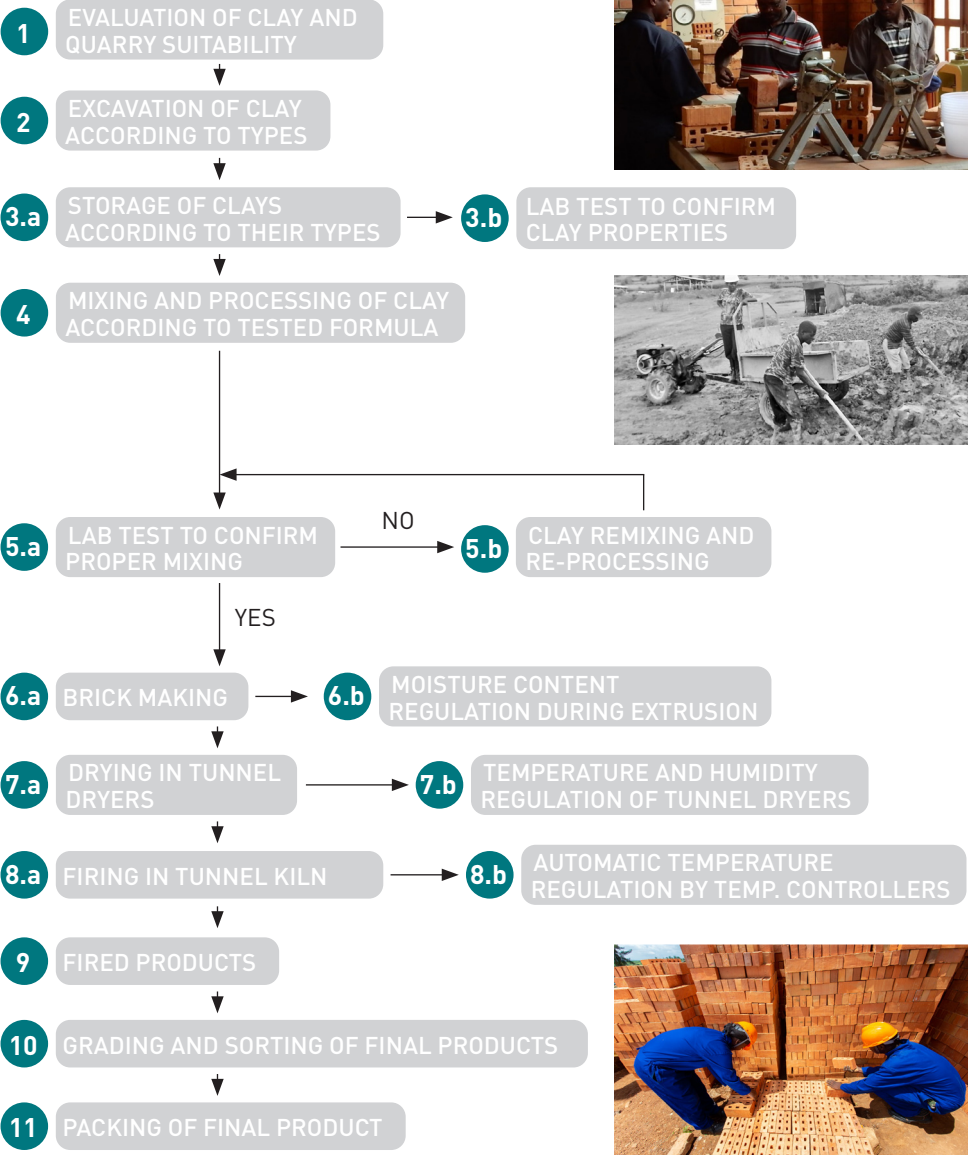 1
EVALUATION OF CLAY AND
QUARRY SUITABILITY
2
EXCAVATION OF CLAY
ACCORDING TO TYPES
3.a
STORAGE OF CLAYS
ACCORDING TO THEIR TYPES
3.b
LAB TEST TO CONFIRM
CLAY PROPERTIES
4
MIXING AND PROCESSING OF CLAY
ACCORDING TO TESTED FORMULA
5.a
LAB TEST TO CONFIRM
PROPER MIXING
NO
5.b
CLAY REMIXING AND
RE-PROCESSING
YES
6.a
BRICK MAKING
6.b
MOISTURE CONTENT
REGULATION DURING EXTRUSION
7.a
DRYING IN TUNNEL
DRYERS
7.b
TEMPERATURE AND HUMIDITY
REGULATION OF TUNNEL DRYERS
8.a
FIRING IN TUNNEL KILN
8.b
AUTOMATIC TEMPERATURE
REGULATION BY TEMP. CONTROLLERS
9
FIRED PRODUCTS
10
GRADING AND SORTING OF FINAL PRODUCTS
11
PACKING OF FINAL PRODUCT